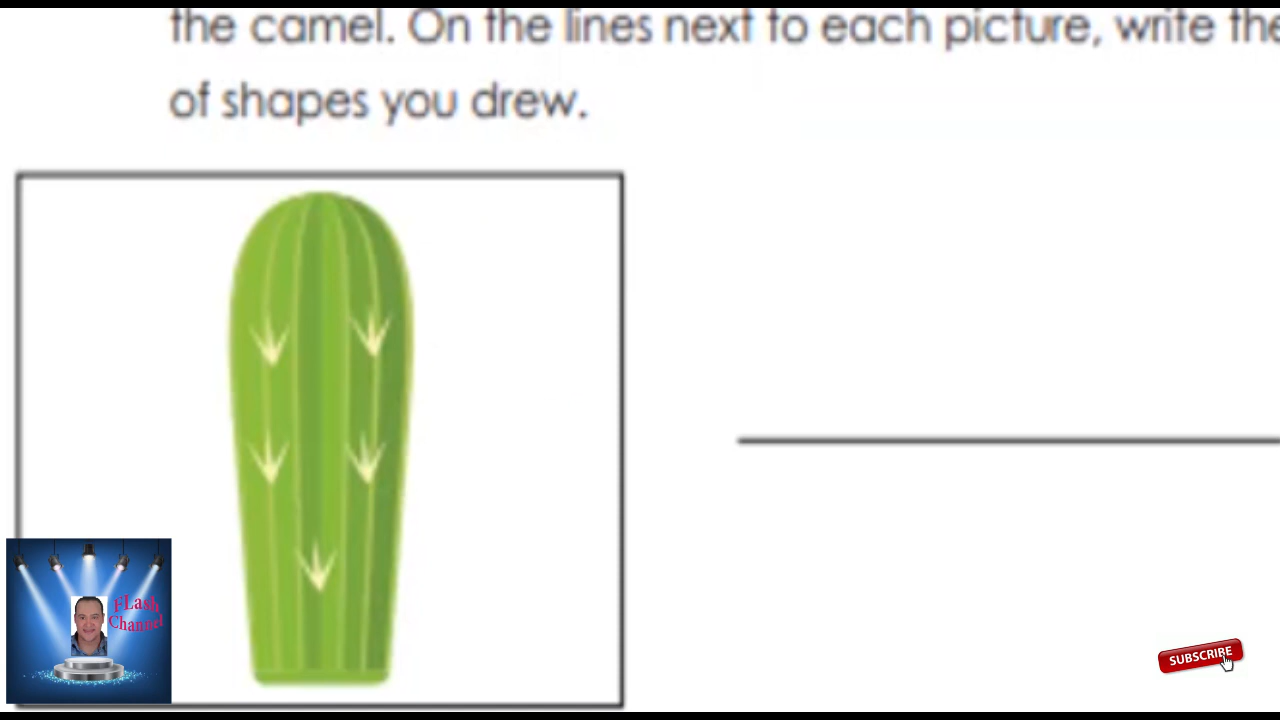 the camel. On the lines next to each picture, write the
of shapes you drew.
FLash
Channel
SUBSCRIBE